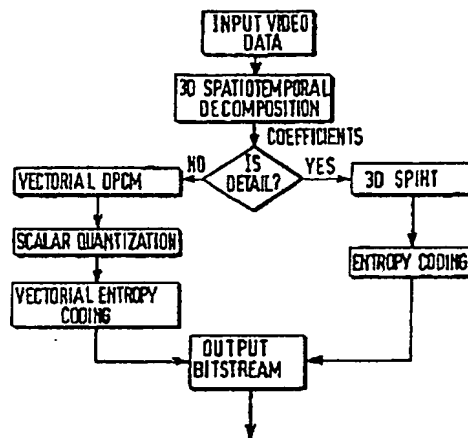 INPUT VIDEO
DATA
3D SPATIOTEMPORAL
DECOMPOSITION
COEFFICIENTS
NO
IS
DETAIL?
YES
VECTORIAL DPCM
3D SPIHT
SCALAR QUANTIZATION
ENTROPY CODING
VECTORIAL ENTROPY
CODING
OUTPUT
BITSTREAM